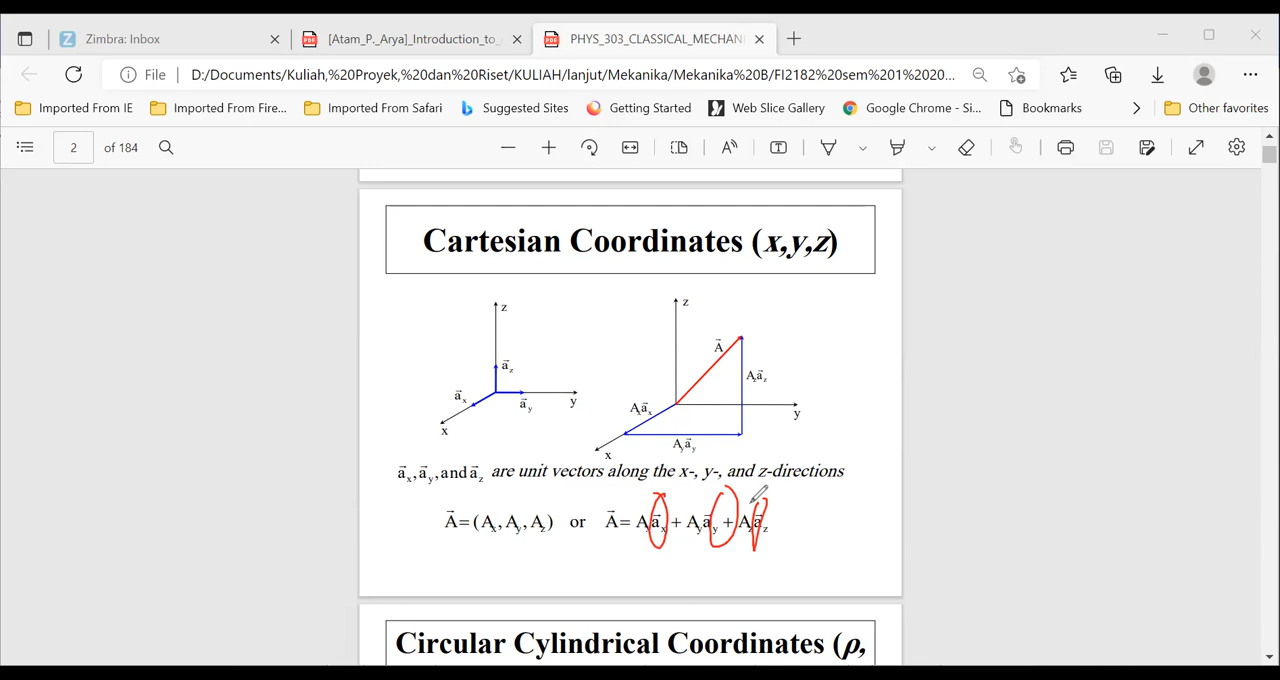 Zimbra: Inbox
[Atam_P._Arya]_Introduction_to_
PHYS_303_CLASSICAL_MECHAN
File D:/Documents/Kuliah,%20Proyek,%20dan%20Riset/KULIAH/lanjut/Mekanika/Mekanika%20B/FI2182%20sem%201%2020...
Imported From IE Imported From Fire... Imported From Safari Suggested Sites Getting Started Web Slice Gallery Google Chrome - Si... Bookmarks Other favorites
2 of 184
Cartesian Coordinates (x,y,z)
z
a⃗z
a⃗x
a⃗y
y
x
z
A⃗
Aza⃗z
Axa⃗x
y
Aya⃗y
x
a⃗x, a⃗y, and a⃗z are unit vectors along the x-, y-, and z-directions
A⃗ = (Ax, Ay, Az) or A⃗ = Axa⃗x + Aya⃗y + Aza⃗z
Circular Cylindrical Coordinates (ρ,